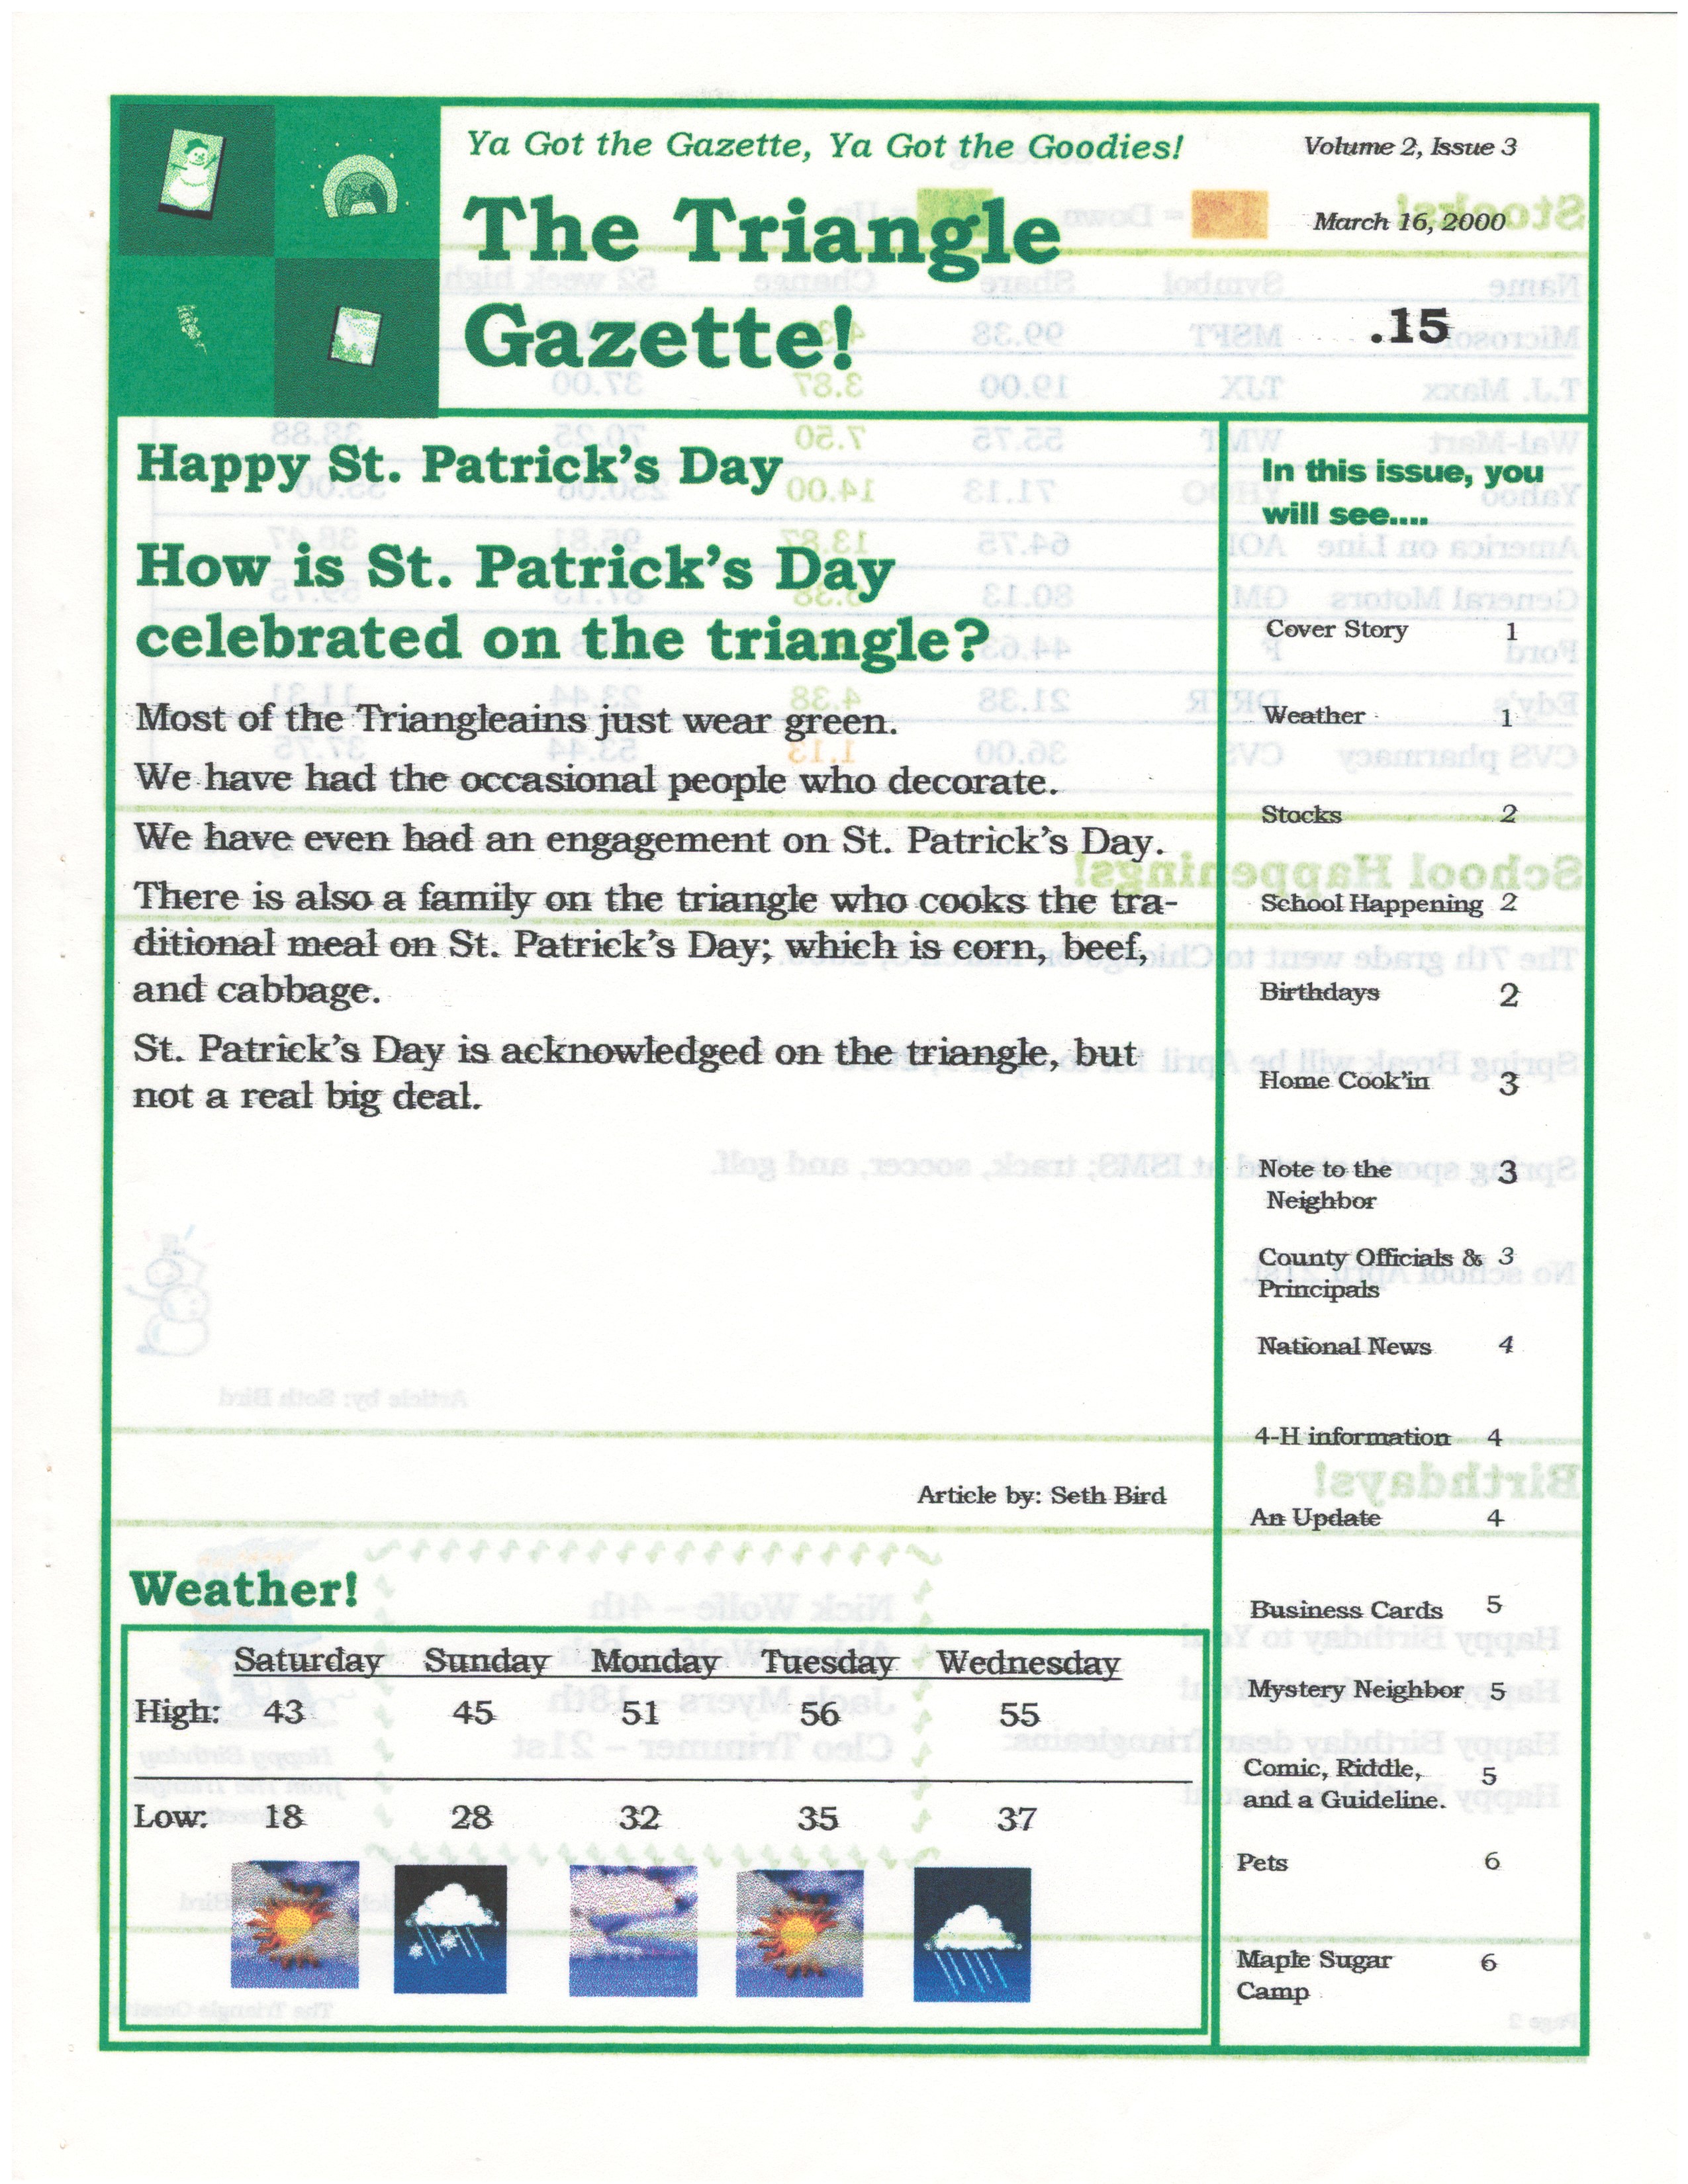 Ya Got the Gazette, Ya Got the Goodies!
The Triangle
Gazette!
Volume 2, Issue 3
March 16, 2000
.15
Happy St. Patrick's Day
How is St. Patrick's Day
celebrated on the triangle?
Most of the Triangleains just wear green.
We have had the occasional people who decorate.
We have even had an engagement on St. Patrick's Day.
There is also a family on the triangle who cooks the tra-
ditional meal on St. Patrick's Day; which is corn, beef,
and cabbage.
St. Patrick's Day is acknowledged on the triangle, but
not a real big deal.
Article by: Seth Bird
Weather!
Saturday Sunday Monday Tuesday Wednesday
High: 43 45 51 56 55
Low: 18 28 32 35 37
In this issue, you
will see....
Cover Story 1
Weather 1
Stocks 2
School Happening 2
Birthdays 2
Home Cook'in 3
Note to the 3
Neighbor
County Officials & 3
Principals
National News 4
4-H information 4
An Update 4
Business Cards 5
Mystery Neighbor 5
Comic, Riddle, 5
and a Guideline.
Pets 6
Maple Sugar 6
Camp